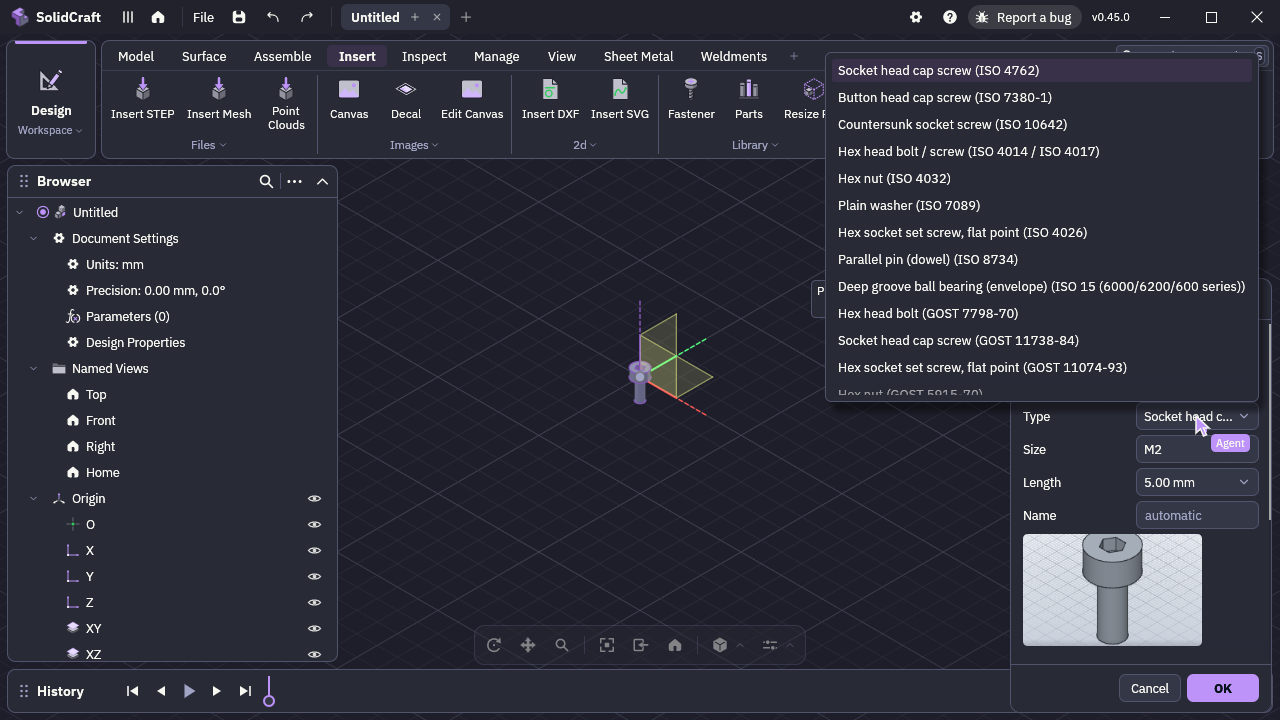 SolidCraft
File
Untitled
Report a bug
v0.45.0
Design
Workspace
Model
Surface
Assemble
Insert
Inspect
Manage
View
Sheet Metal
Weldments
Insert STEP
Insert Mesh
Point Clouds
Files
Canvas
Decal
Edit Canvas
Images
Insert DXF
Insert SVG
2d
Fastener
Parts
Library
Socket head cap screw (ISO 4762)
Button head cap screw (ISO 7380-1)
Countersunk socket screw (ISO 10642)
Hex head bolt / screw (ISO 4014 / ISO 4017)
Hex nut (ISO 4032)
Plain washer (ISO 7089)
Hex socket set screw, flat point (ISO 4026)
Parallel pin (dowel) (ISO 8734)
Deep groove ball bearing (envelope) (ISO 15 (6000/6200/600 series))
Hex head bolt (GOST 7798-70)
Socket head cap screw (GOST 11738-84)
Hex socket set screw, flat point (GOST 11074-93)
Hex nut (GOST 5915-70)
Browser
Untitled
Document Settings
Units: mm
Precision: 0.00 mm, 0.0°
Parameters (0)
Design Properties
Named Views
Top
Front
Right
Home
Origin
O
X
Y
Z
XY
XZ
Type
Socket head c...
Agent
Size
M2
Length
5.00 mm
Name
automatic
Cancel
OK
History